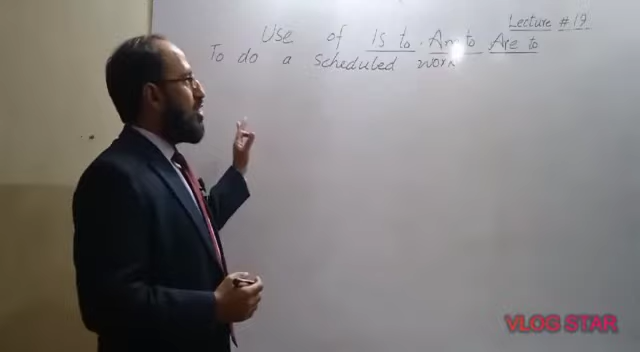 Lecture #19
Use of Is to. Am to Are to
To do a scheduled work
VLOG STAR